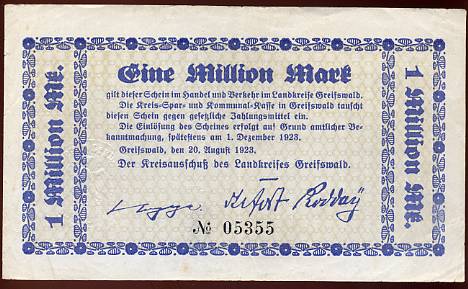 Eine Million Mark
gilt dieser Schein im Handel und Verkehr im Landkreise Greifswald.
Die Kreis-Spar- und Kommunal-Kasse in Greifswald tauscht
diesen Schein gegen gesetzliche Zahlungsmittel ein.
Die Einlösung des Scheines erfolgt auf Grund amtlicher Be-
kanntmachung, spätestens am 1. Dezember 1923.
Greifswald, den 20. August 1923.
Der Kreisausschuß des Landkreises Greifswald.
№ 05355
1 Million Mk.
1 Million Mk.